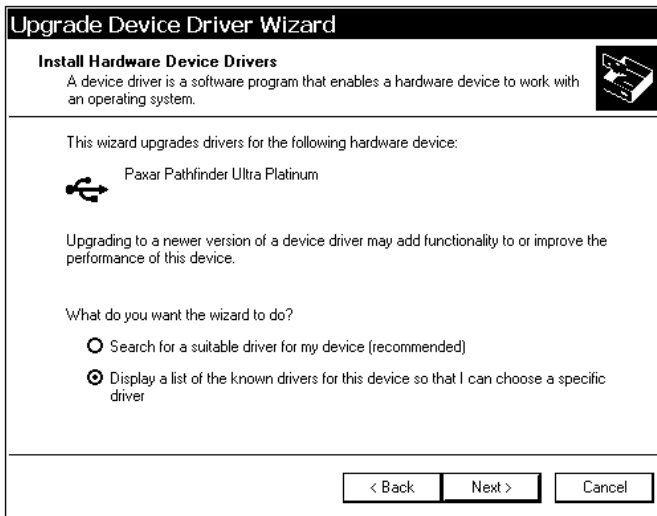 Upgrade Device Driver Wizard
Install Hardware Device Drivers
A device driver is a software program that enables a hardware device to work with
an operating system.
This wizard upgrades drivers for the following hardware device:
Paxar Pathfinder Ultra Platinum
Upgrading to a newer version of a device driver may add functionality to or improve the
performance of this device.
What do you want the wizard to do?
Search for a suitable driver for my device (recommended)
Display a list of the known drivers for this device so that I can choose a specific
driver
< Back Next > Cancel